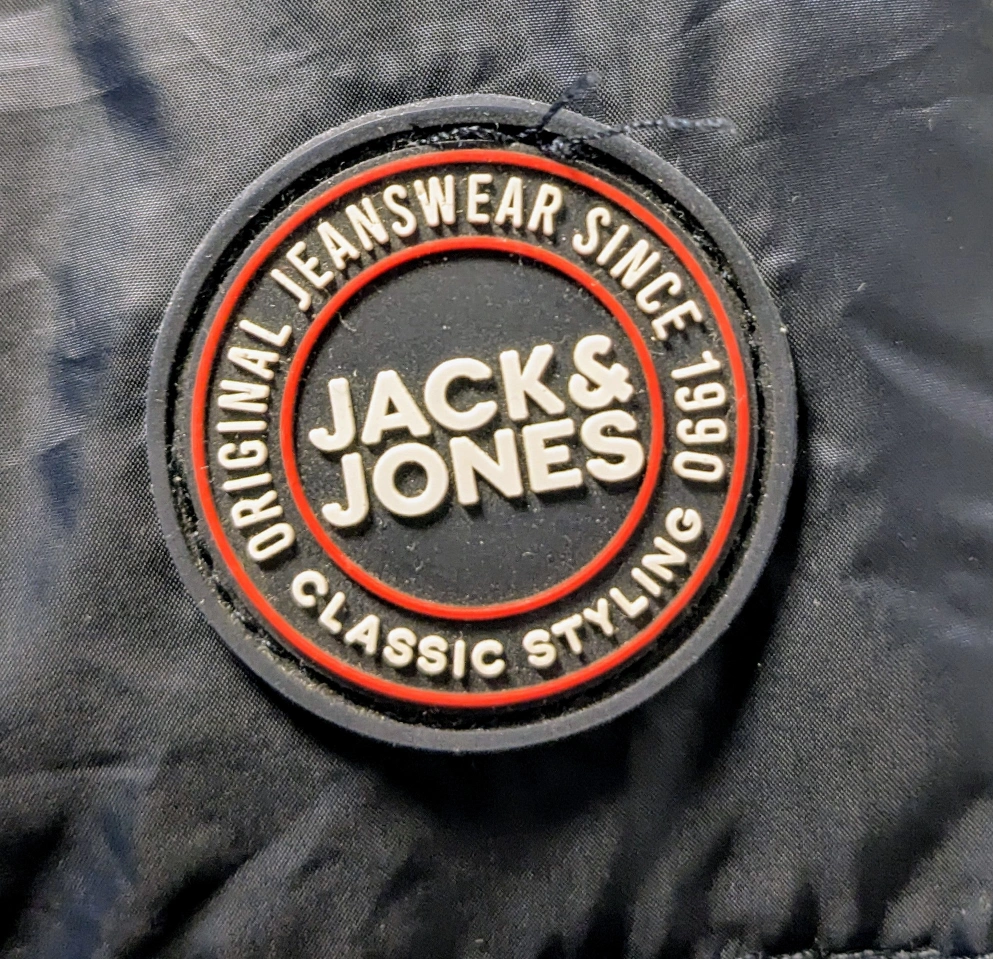 ORIGINAL JEANSWEAR SINCE 1990
JACK&
JONES
CLASSIC STYLING